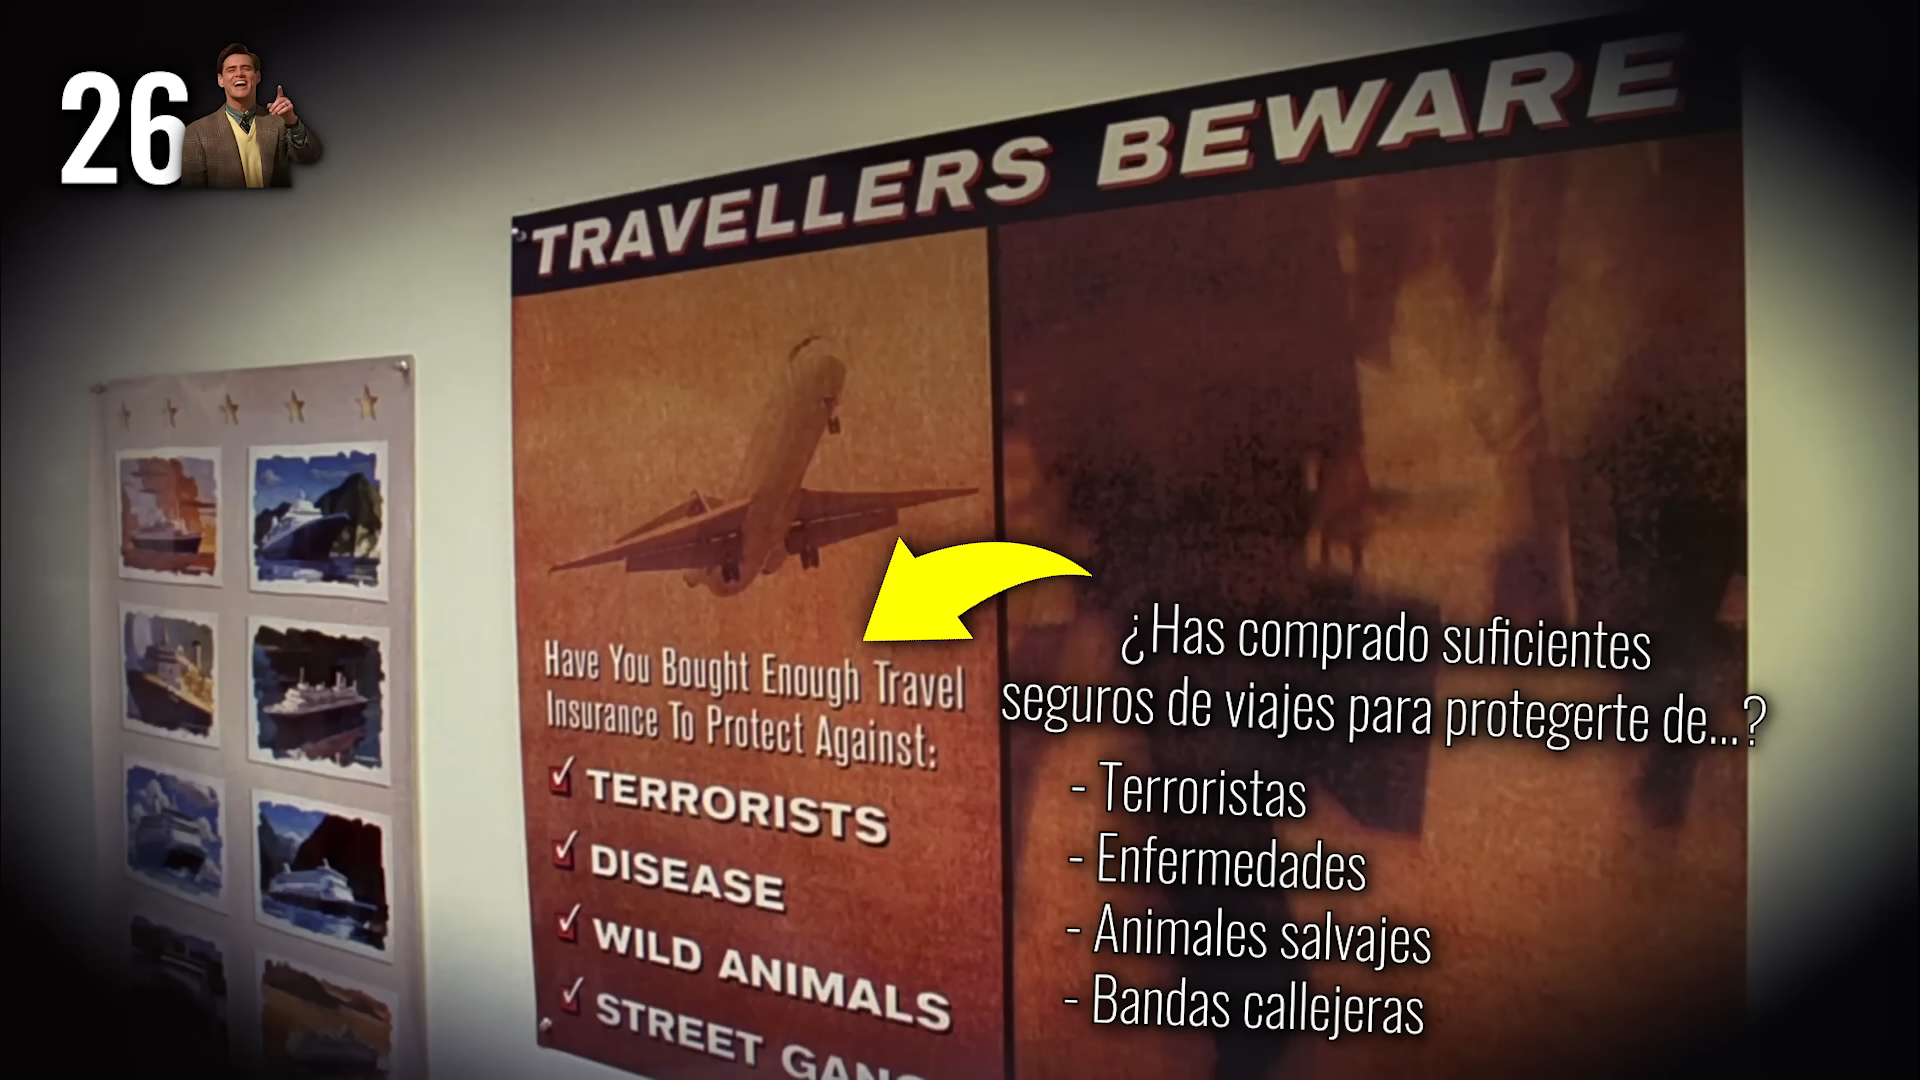 26
TRAVELLERS BEWARE
Have You Bought Enough Travel
Insurance To Protect Against:
✓ TERRORISTS
✓ DISEASE
✓ WILD ANIMALS
✓ STREET GANG
¿Has comprado suficientes
seguros de viajes para protegerte de...?
- Terroristas
- Enfermedades
- Animales salvajes
- Bandas callejeras